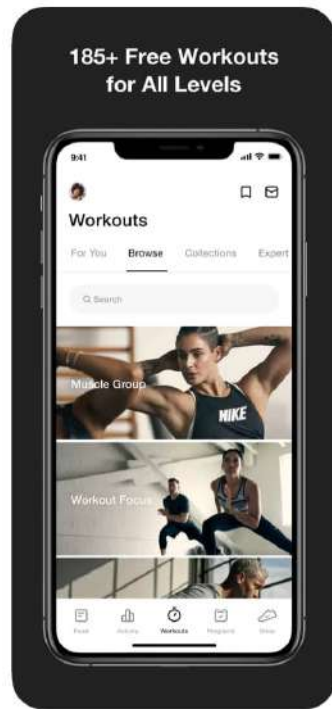 185+ Free Workouts
for All Levels
9:41
Workouts
For You Browse Collections Expert
Search
Muscle Group
NIKE
Workout Focus
Feed Activity Workouts Programs Shop